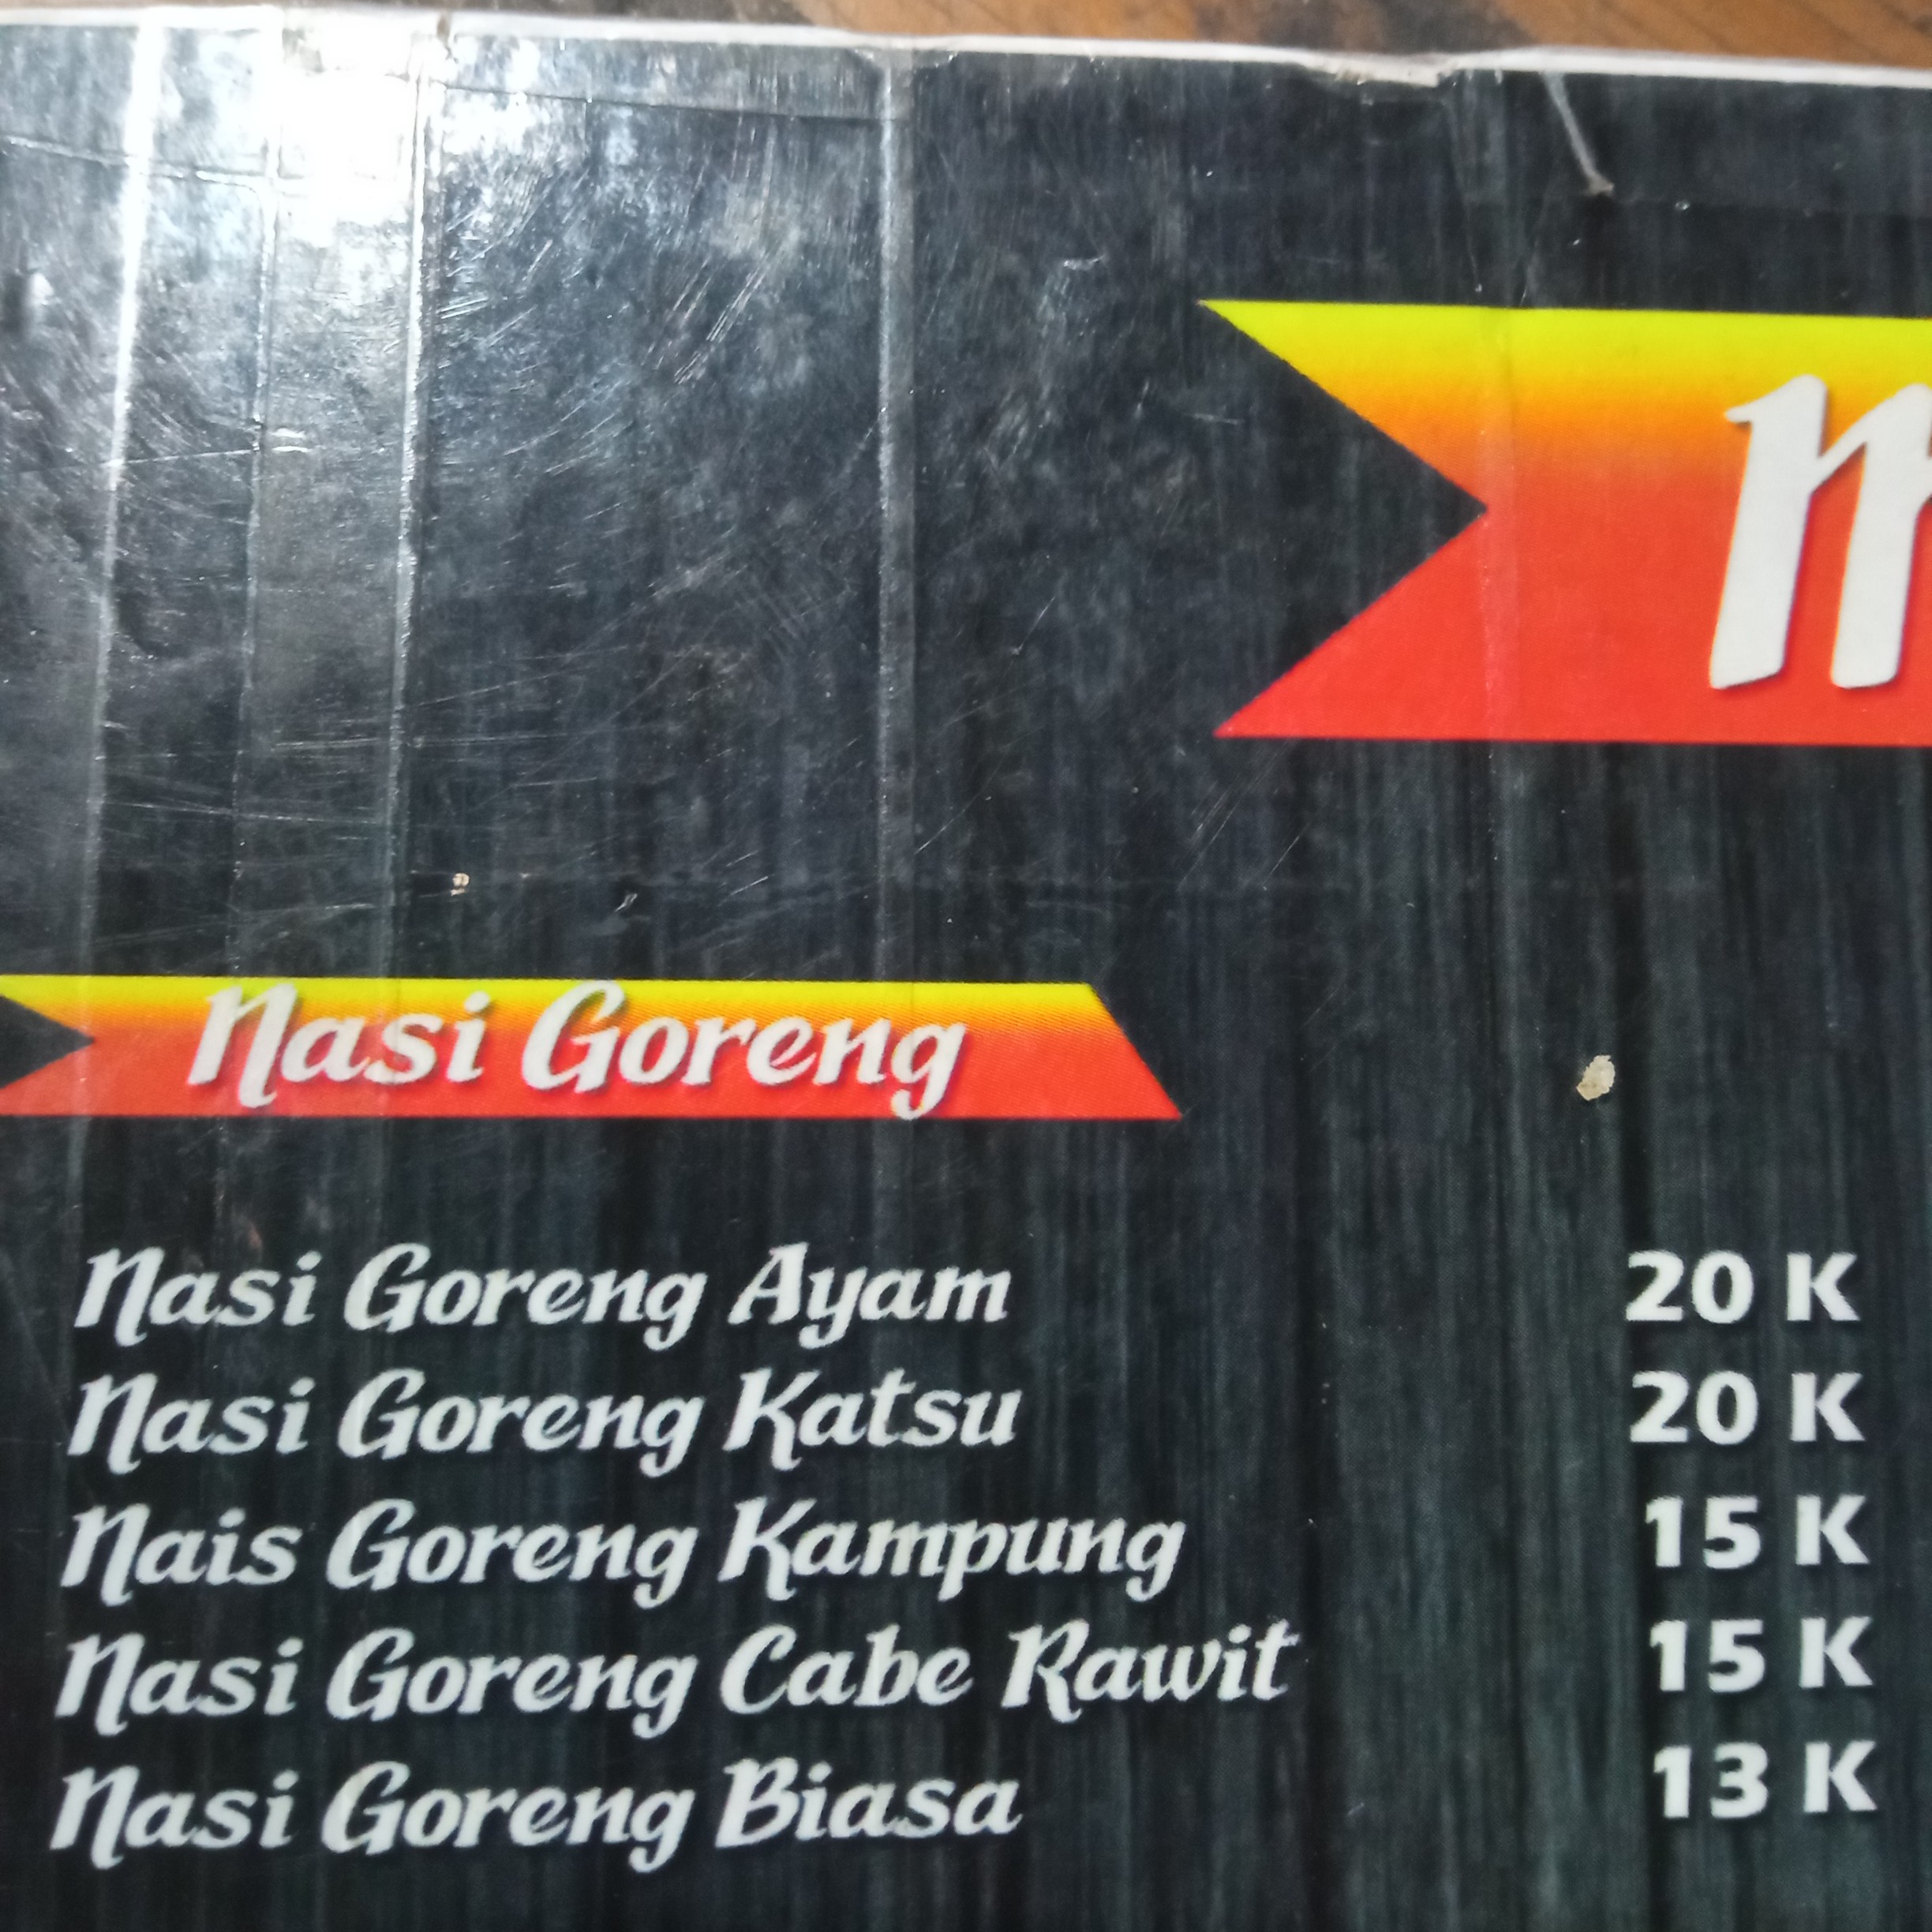 M
Nasi Goreng
Nasi Goreng Ayam 20 K
Nasi Goreng Katsu 20 K
Nais Goreng Kampung 15 K
Nasi Goreng Cabe Rawit 15 K
Nasi Goreng Biasa 13 K